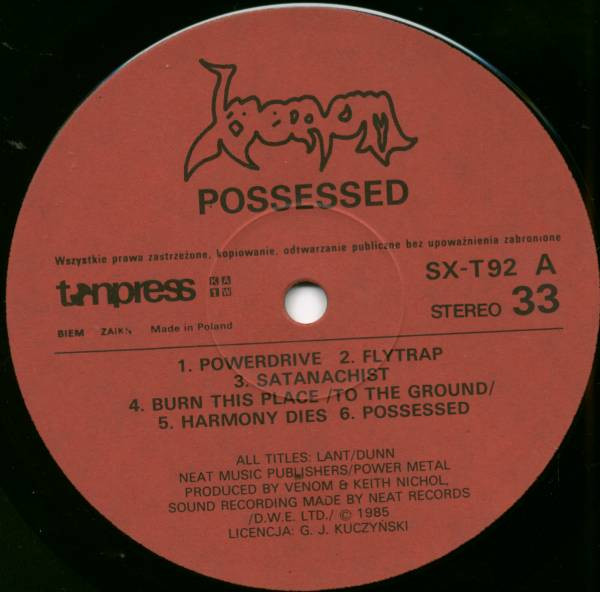 Venom
POSSESSED
Wszystkie prawa zastrzeżone, kopiowanie, odtwarzanie publiczne bez upoważnienia zabronione
tonpress KAW
SX-T92 A
STEREO 33
BIEM ZAIKS Made in Poland
1. POWERDRIVE 2. FLYTRAP
3. SATANACHIST
4. BURN THIS PLACE /TO THE GROUND/
5. HARMONY DIES 6. POSSESSED
ALL TITLES: LANT/DUNN
NEAT MUSIC PUBLISHERS/POWER METAL
PRODUCED BY VENOM & KEITH NICHOL,
SOUND RECORDING MADE BY NEAT RECORDS
/D.W.E. LTD./ © 1985
LICENCJA: G. J. KUCZYŃSKI